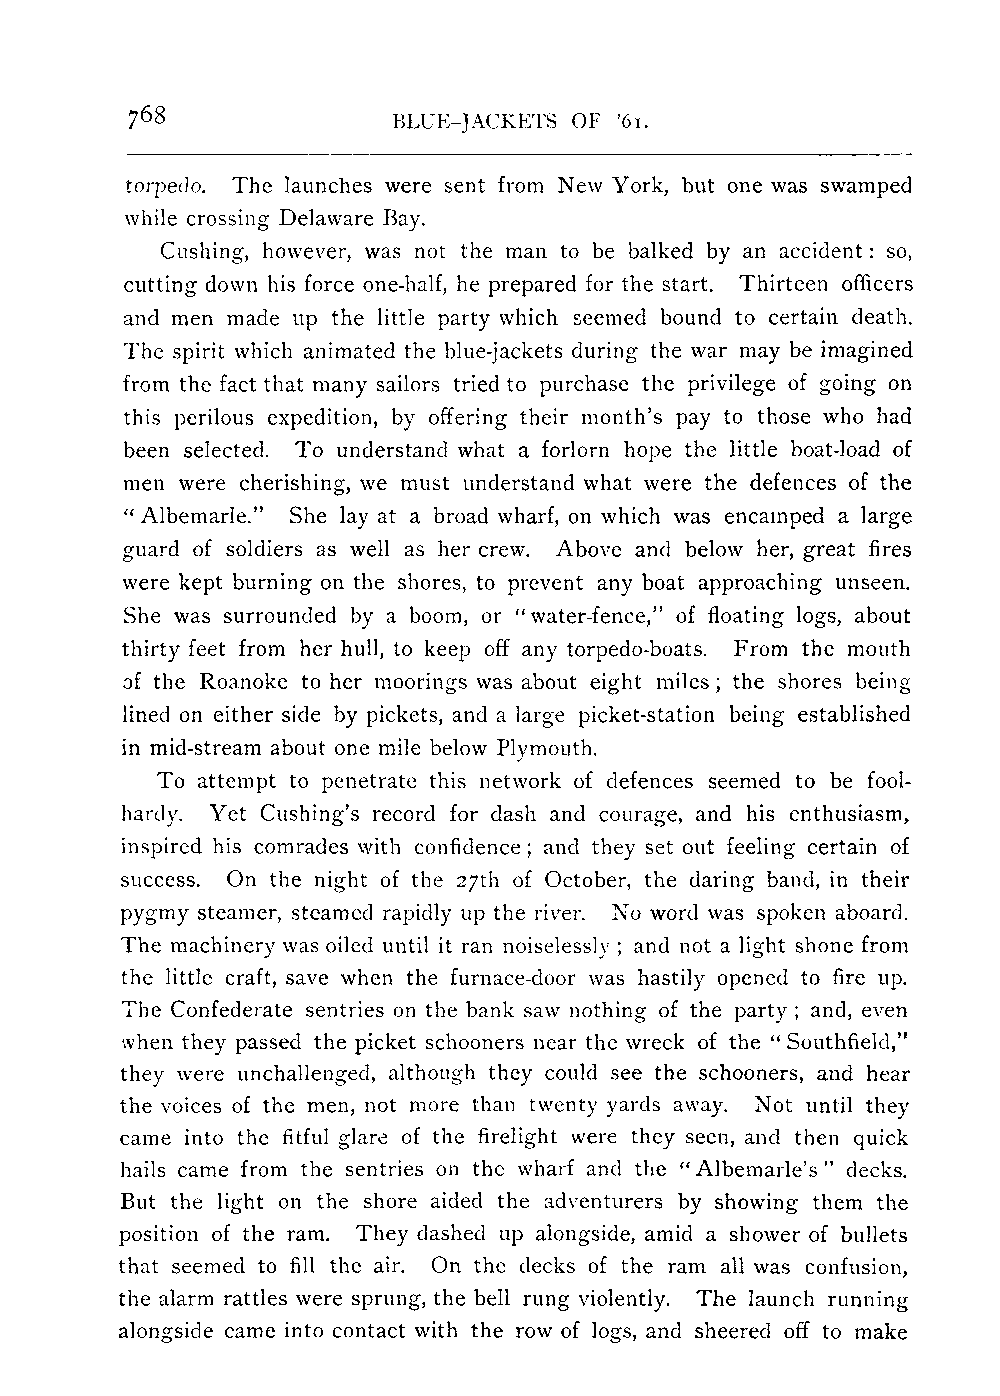 768 BLUE-JACKETS OF '61.
torpedo. The launches were sent from New York, but one was swamped
while crossing Delaware Bay.
Cushing, however, was not the man to be balked by an accident: so,
cutting down his force one-half, he prepared for the start. Thirteen officers
and men made up the little party which seemed bound to certain death.
The spirit which animated the blue-jackets during the war may be imagined
from the fact that many sailors tried to purchase the privilege of going on
this perilous expedition, by offering their month's pay to those who had
been selected. To understand what a forlorn hope the little boat-load of
men were cherishing, we must understand what were the defences of the
"Albemarle." She lay at a broad wharf, on which was encamped a large
guard of soldiers as well as her crew. Above and below her, great fires
were kept burning on the shores, to prevent any boat approaching unseen.
She was surrounded by a boom, or "water-fence," of floating logs, about
thirty feet from her hull, to keep off any torpedo-boats. From the mouth
of the Roanoke to her moorings was about eight miles; the shores being
lined on either side by pickets, and a large picket-station being established
in mid-stream about one mile below Plymouth.
To attempt to penetrate this network of defences seemed to be fool-
hardy. Yet Cushing's record for dash and courage, and his enthusiasm,
inspired his comrades with confidence; and they set out feeling certain of
success. On the night of the 27th of October, the daring band, in their
pygmy steamer, steamed rapidly up the river. No word was spoken aboard.
The machinery was oiled until it ran noiselessly; and not a light shone from
the little craft, save when the furnace-door was hastily opened to fire up.
The Confederate sentries on the bank saw nothing of the party; and, even
when they passed the picket schooners near the wreck of the "Southfield,"
they were unchallenged, although they could see the schooners, and hear
the voices of the men, not more than twenty yards away. Not until they
came into the fitful glare of the firelight were they seen, and then quick
hails came from the sentries on the wharf and the "Albemarle's" decks.
But the light on the shore aided the adventurers by showing them the
position of the ram. They dashed up alongside, amid a shower of bullets
that seemed to fill the air. On the decks of the ram all was confusion,
the alarm rattles were sprung, the bell rung violently. The launch running
alongside came into contact with the row of logs, and sheered off to make